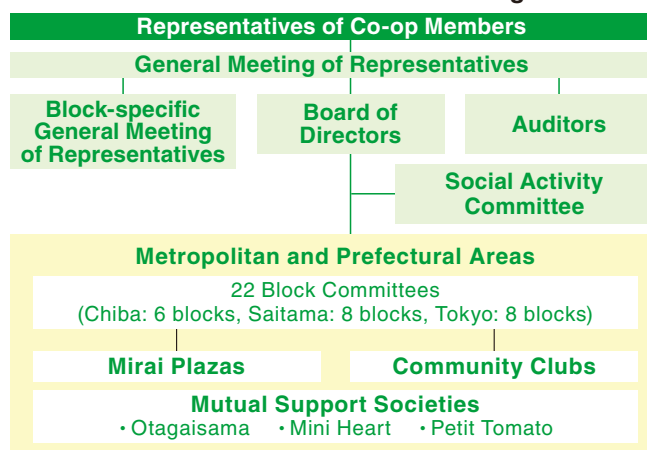 Representatives of Co-op Members
General Meeting of Representatives
Block-specific
General Meeting
of Representatives
Board of
Directors
Auditors
Social Activity
Committee
Metropolitan and Prefectural Areas
22 Block Committees
(Chiba: 6 blocks, Saitama: 8 blocks, Tokyo: 8 blocks)
Mirai Plazas
Community Clubs
Mutual Support Societies
・Otagaisama ・Mini Heart ・Petit Tomato